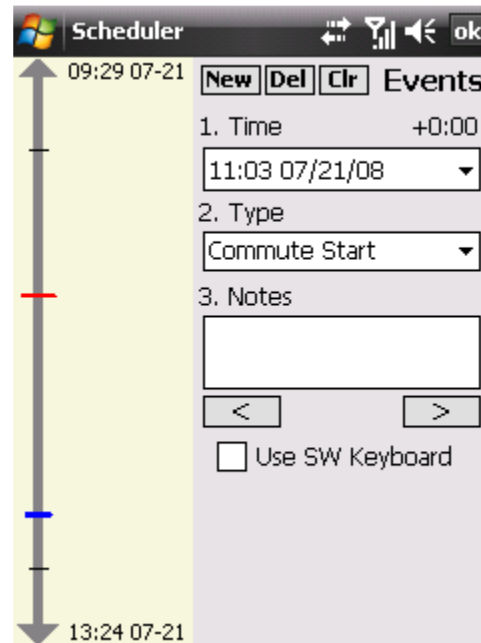 Scheduler ok
09:29 07-21
New Del Clr Events
1. Time +0:00
11:03 07/21/08
2. Type
Commute Start
3. Notes
< >
Use SW Keyboard
13:24 07-21